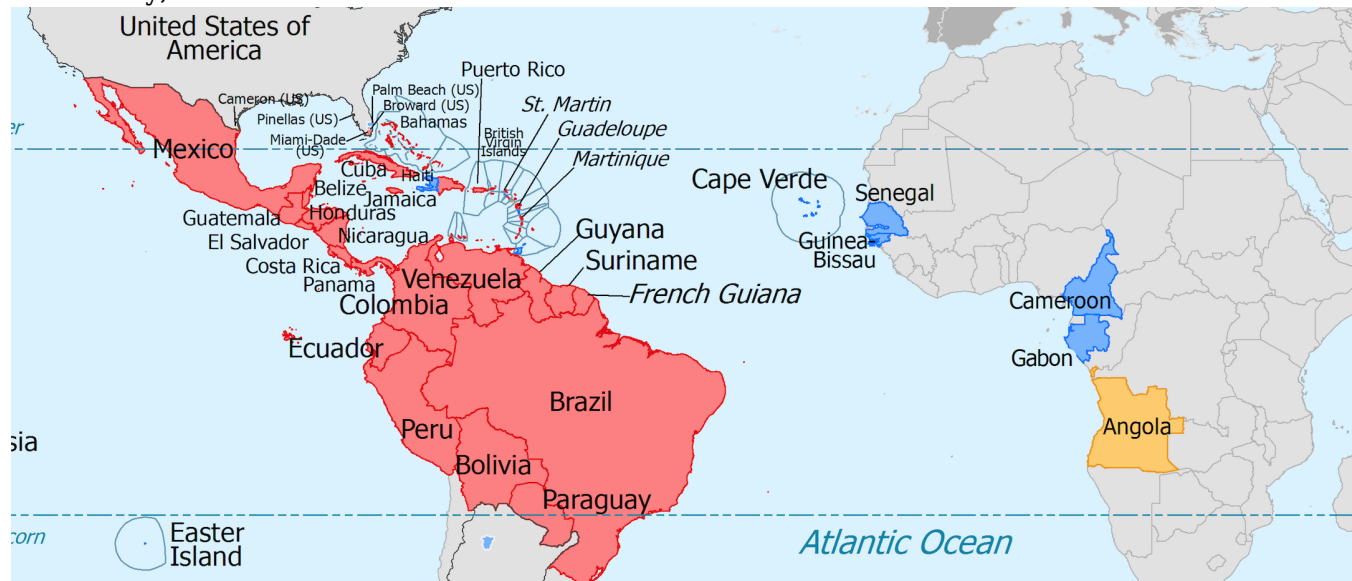 United States of
America
Puerto Rico
Palm Beach (US)
Cameron (US)
Broward (US)
St. Martin
Pinellas (US)
Bahamas
Guadeloupe
Miami-Dade
(US)
British
Virgin
Islands
Mexico
Martinique
Cuba
Haiti
Cape Verde
Belize
Jamaica
Senegal
Guatemala
Honduras
El Salvador
Nicaragua
Guyana
Guinea-
Bissau
Costa Rica
Suriname
Panama
Venezuela
French Guiana
Colombia
Cameroon
Ecuador
Gabon
Brazil
Peru
Angola
sia
Bolivia
Paraguay
Easter
Island
corn
Atlantic Ocean